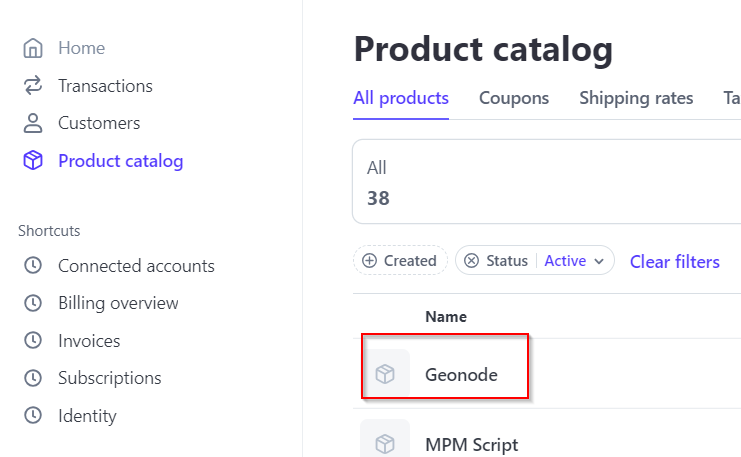 Home
Transactions
Customers
Product catalog
Shortcuts
Connected accounts
Billing overview
Invoices
Subscriptions
Identity
Product catalog
All products Coupons Shipping rates Ta
All
38
Created Status Active Clear filters
Name
Geonode
MPM Script